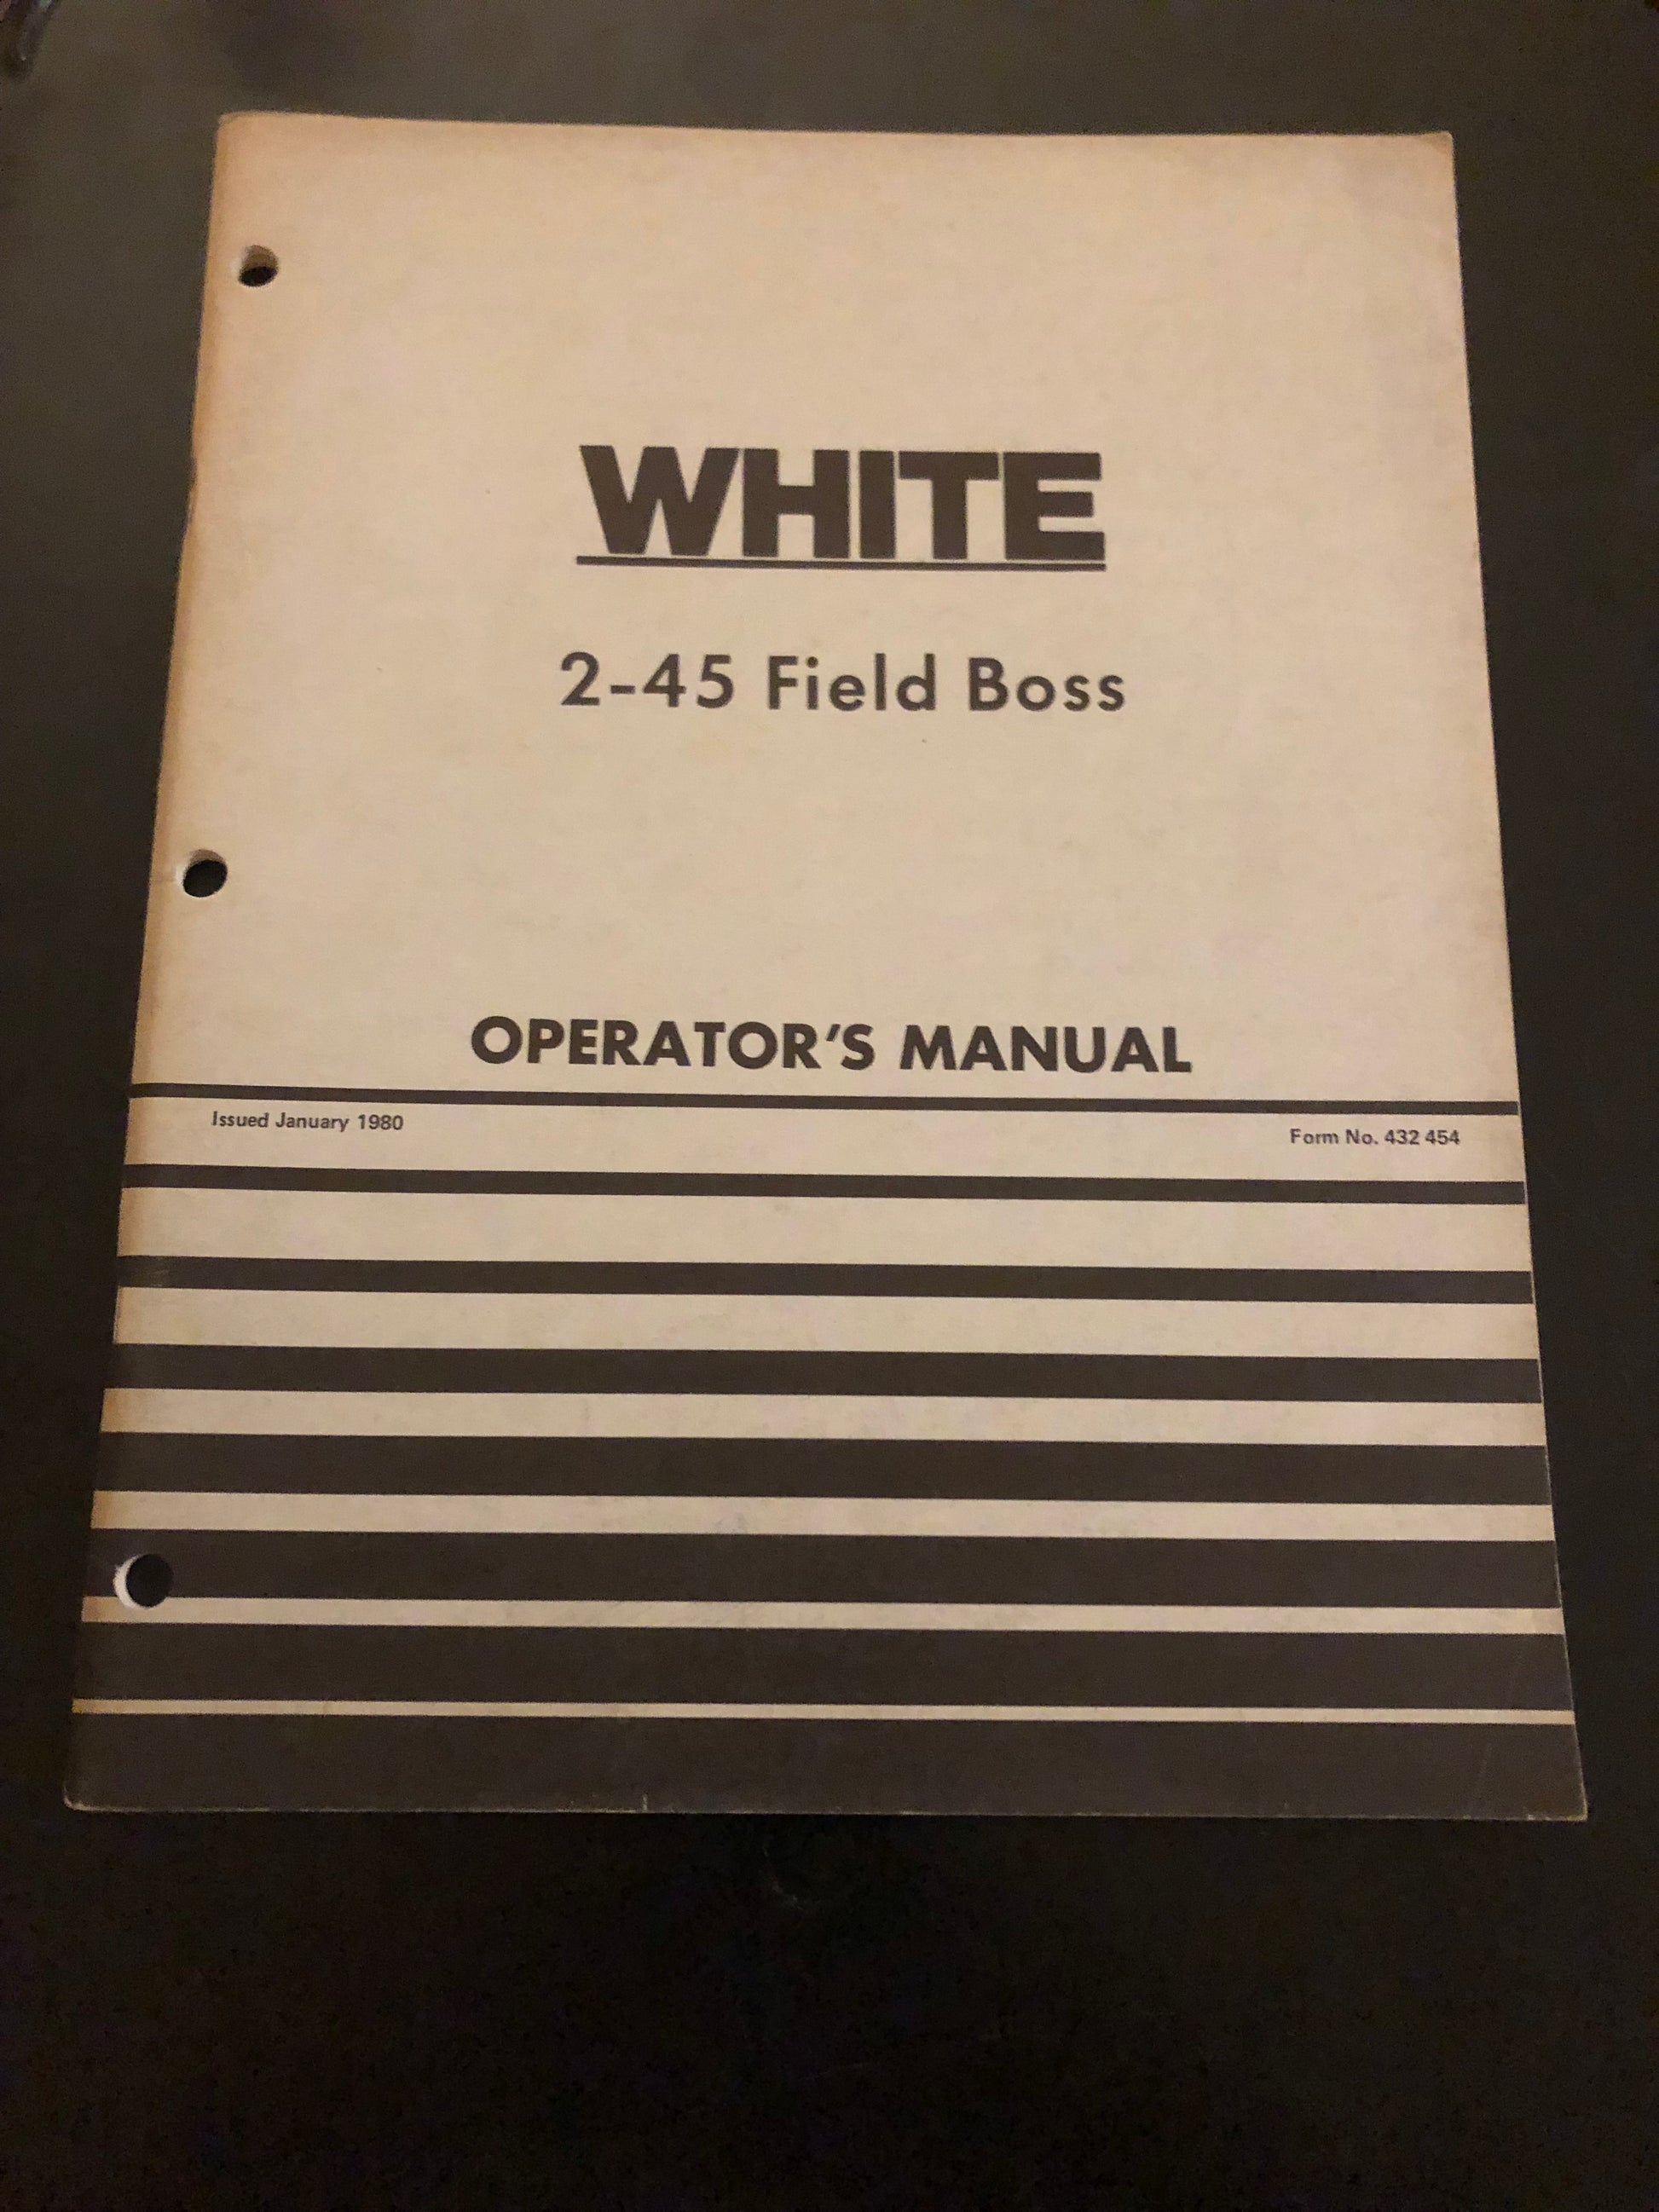 WHITE
2-45 Field Boss
OPERATOR'S MANUAL
Issued January 1980
Form No. 432 454